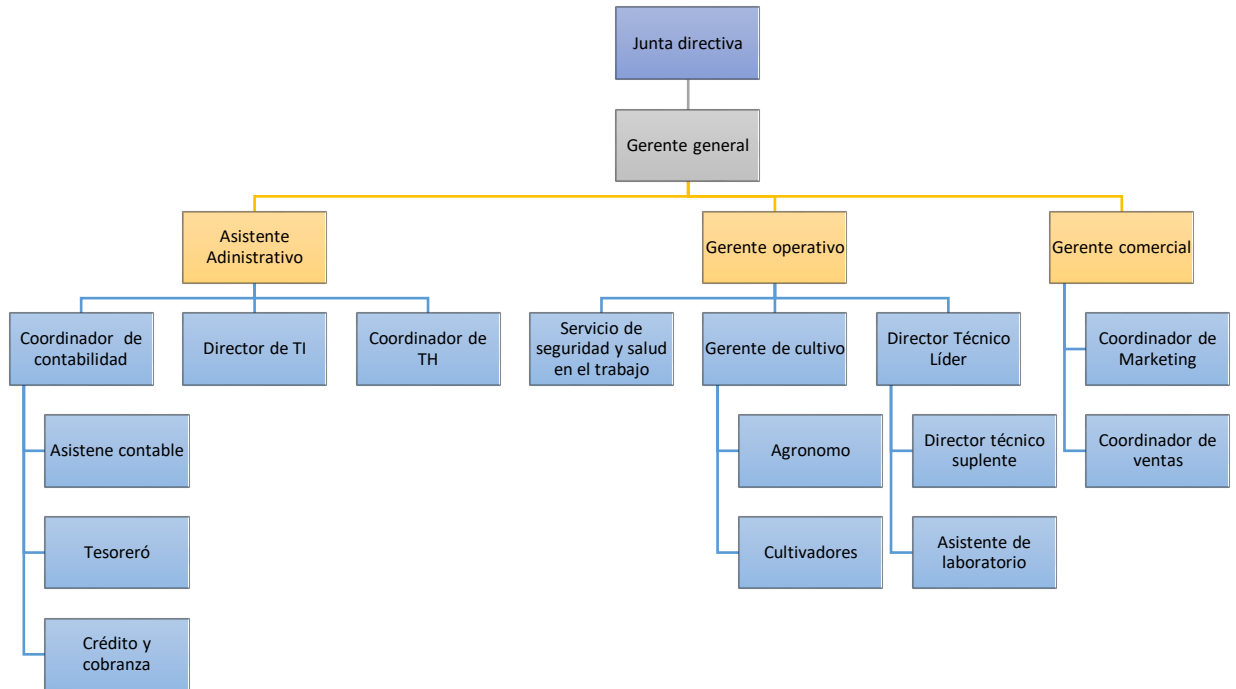 Junta directiva
Gerente general
Asistente
Adinistrativo
Gerente operativo
Gerente comercial
Coordinador de
contabilidad
Director de TI
Coordinador de
TH
Servicio de
seguridad y salud
en el trabajo
Gerente de cultivo
Director Técnico
Líder
Coordinador de
Marketing
Asistene contable
Agronomo
Director técnico
suplente
Coordinador de
ventas
Tesoreró
Cultivadores
Asistente de
laboratorio
Crédito y
cobranza